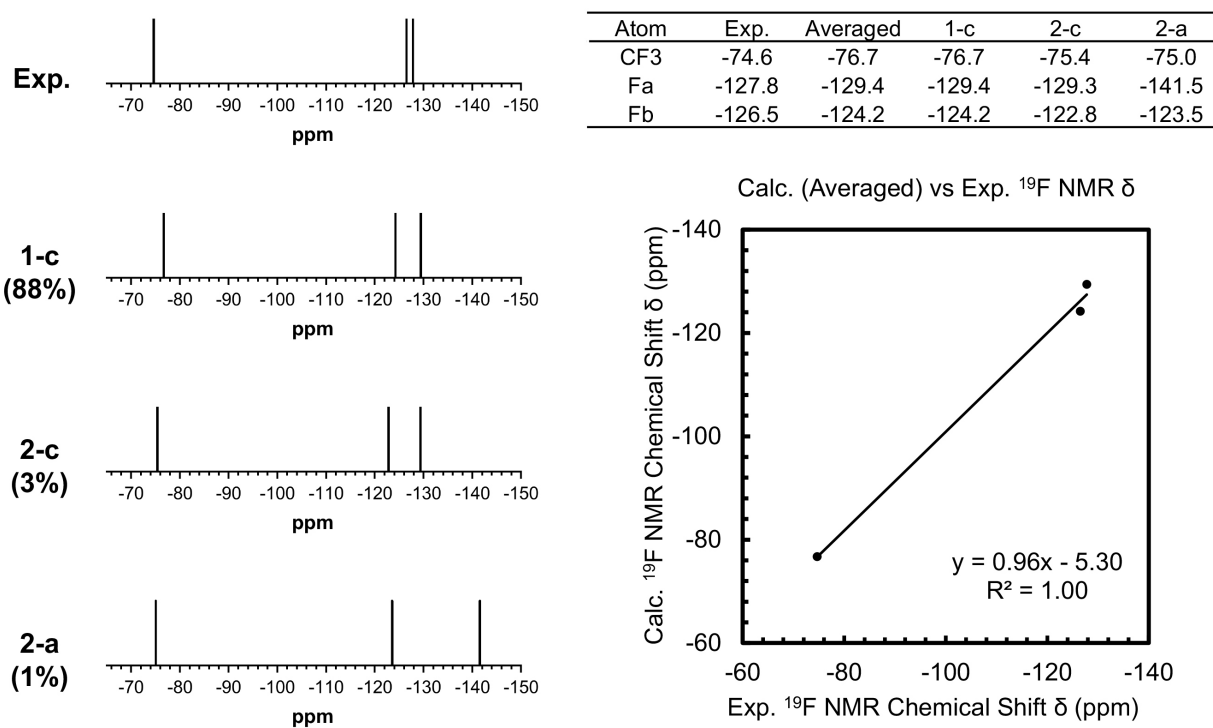 Exp.
-70 -80 -90 -100 -110 -120 -130 -140 -150
ppm
1-c
(88%)
-70 -80 -90 -100 -110 -120 -130 -140 -150
ppm
2-c
(3%)
-70 -80 -90 -100 -110 -120 -130 -140 -150
ppm
2-a
(1%)
-70 -80 -90 -100 -110 -120 -130 -140 -150
ppm
Atom Exp. Averaged 1-c 2-c 2-a
CF3 -74.6 -76.7 -76.7 -75.4 -75.0
Fa -127.8 -129.4 -129.4 -129.3 -141.5
Fb -126.5 -124.2 -124.2 -122.8 -123.5
Calc. (Averaged) vs Exp. ¹⁹F NMR δ
Calc. ¹⁹F NMR Chemical Shift δ (ppm)
-140
-120
-100
-80
-60
y = 0.96x - 5.30
R² = 1.00
-60 -80 -100 -120 -140
Exp. ¹⁹F NMR Chemical Shift δ (ppm)